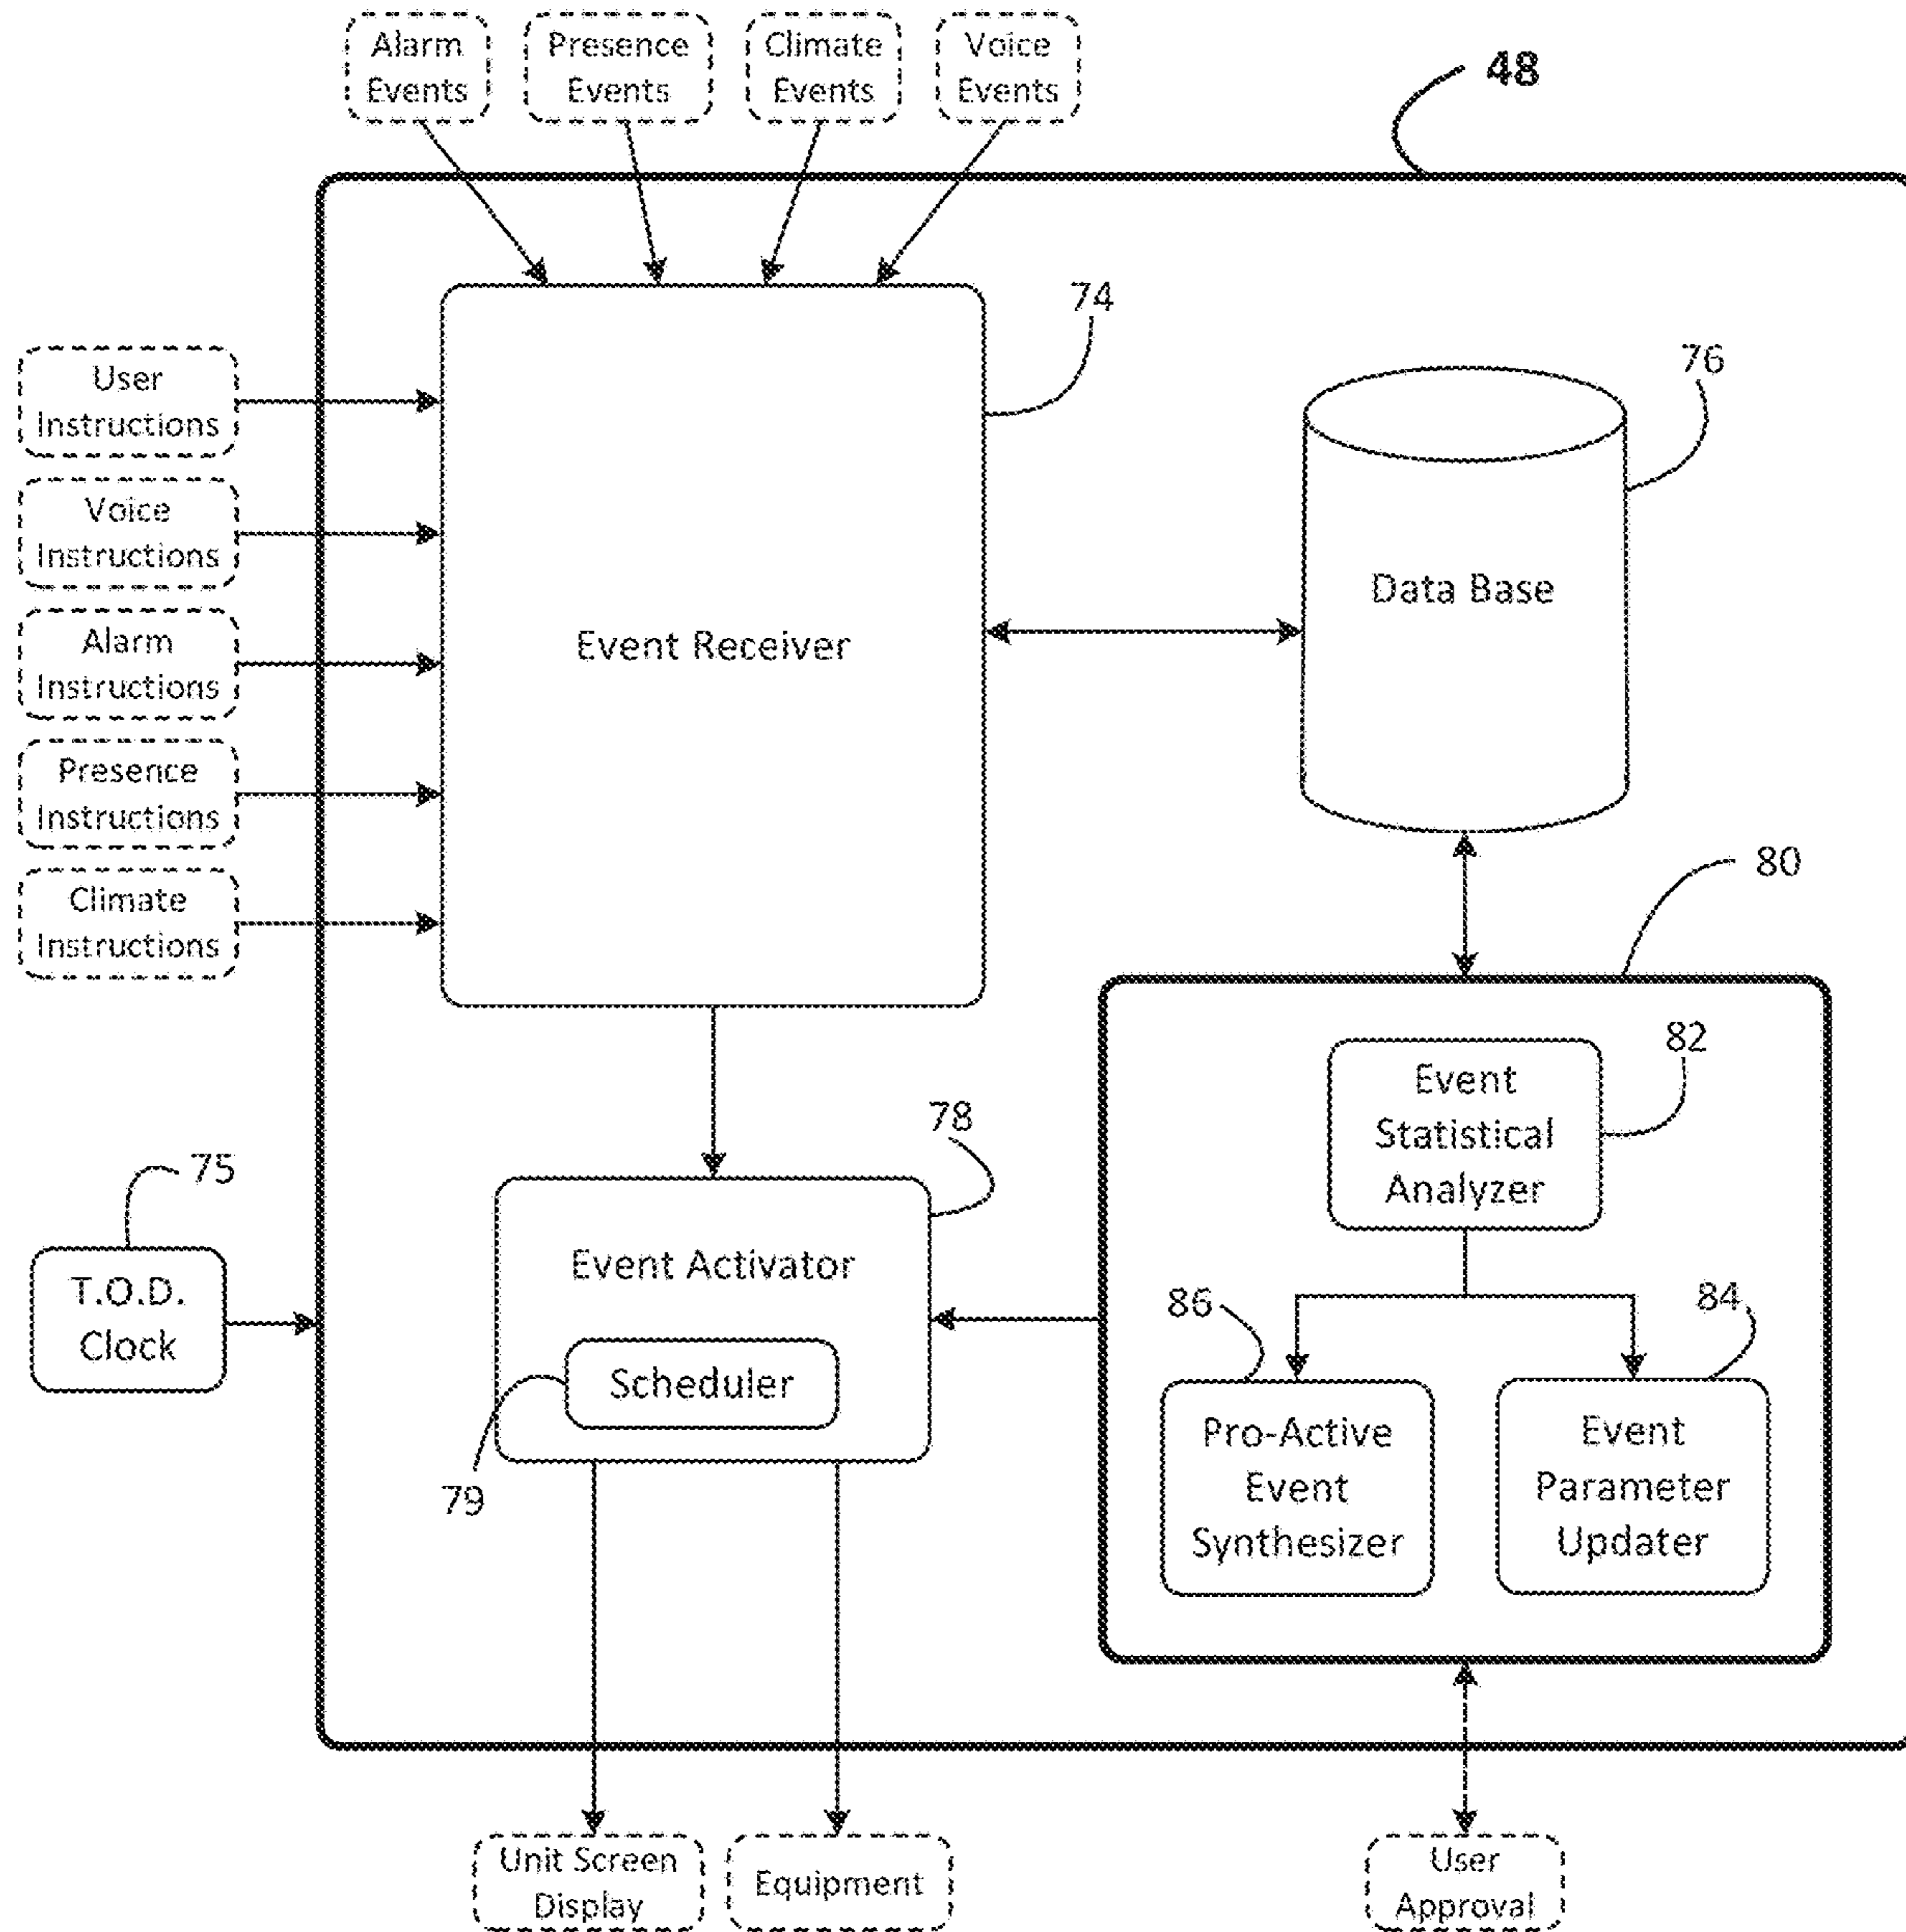 Alarm
Events
Presence
Events
Climate
Events
Voice
Events
48
74
76
User
Instructions
Voice
Instructions
Alarm
Instructions
Presence
Instructions
Climate
Instructions
Event Receiver
Data Base
80
82
Event
Statistical
Analyzer
78
75
T.O.D.
Clock
Event Activator
Scheduler
79
86
84
Pro-Active
Event
Synthesizer
Event
Parameter
Updater
Unit Screen
Display
Equipment
User
Approval